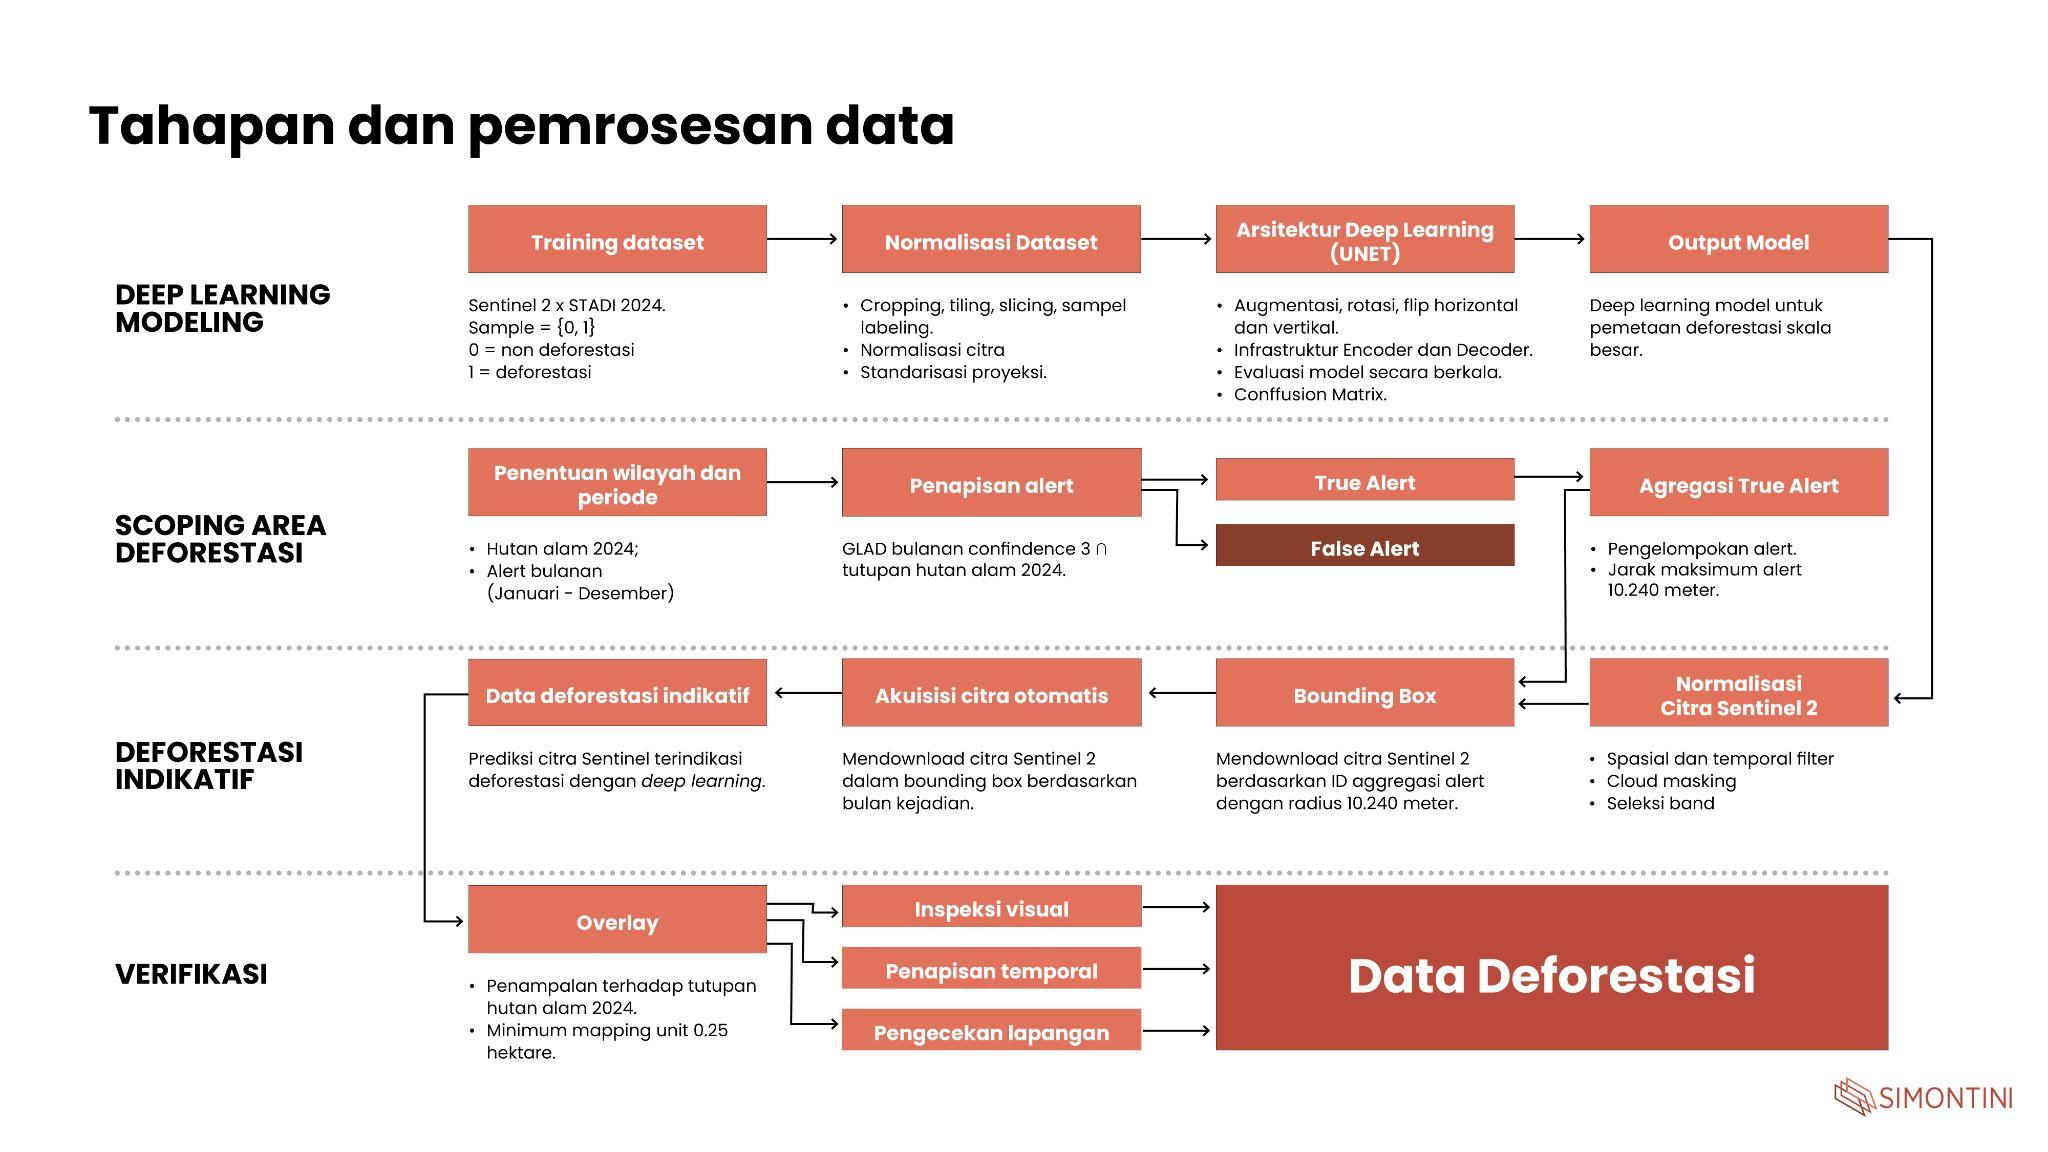 Tahapan dan pemrosesan data
DEEP LEARNING
MODELING
Training dataset
Sentinel 2 x STADI 2024.
Sample = {0, 1}
0 = non deforestasi
1 = deforestasi
Normalisasi Dataset
• Cropping, tiling, slicing, sampel
labeling.
• Normalisasi citra
• Standarisasi proyeksi.
Arsitektur Deep Learning
(UNET)
• Augmentasi, rotasi, flip horizontal
dan vertikal.
• Infrastruktur Encoder dan Decoder.
• Evaluasi model secara berkala.
• Conffusion Matrix.
Output Model
Deep learning model untuk
pemetaan deforestasi skala
besar.
SCOPING AREA
DEFORESTASI
Penentuan wilayah dan
periode
• Hutan alam 2024;
• Alert bulanan
(Januari - Desember)
Penapisan alert
GLAD bulanan confindence 3 ∩
tutupan hutan alam 2024.
True Alert
False Alert
Agregasi True Alert
• Pengelompokan alert.
• Jarak maksimum alert
10.240 meter.
DEFORESTASI
INDIKATIF
Data deforestasi indikatif
Prediksi citra Sentinel terindikasi
deforestasi dengan deep learning.
Akuisisi citra otomatis
Mendownload citra Sentinel 2
dalam bounding box berdasarkan
bulan kejadian.
Bounding Box
Mendownload citra Sentinel 2
berdasarkan ID aggregasi alert
dengan radius 10.240 meter.
Normalisasi
Citra Sentinel 2
• Spasial dan temporal filter
• Cloud masking
• Seleksi band
VERIFIKASI
Overlay
• Penampalan terhadap tutupan
hutan alam 2024.
• Minimum mapping unit 0.25
hektare.
Inspeksi visual
Penapisan temporal
Pengecekan lapangan
Data Deforestasi
SIMONTINI